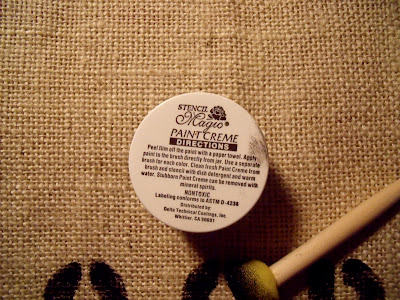 STENCIL
Magic®
PAINT CREME
DIRECTIONS
Peel film off the paint with a paper towel. Apply
paint to the brush directly from jar. Use a separate
brush for each color. Clean fresh Paint Creme from
brush and stencil with dish detergent and warm
water. Stubborn Paint Creme can be removed with
mineral spirits.
NONTOXIC
Labeling conforms to ASTM D-4236
Distributed by
Delta Technical Coatings, Inc.
Whittier, CA 90601